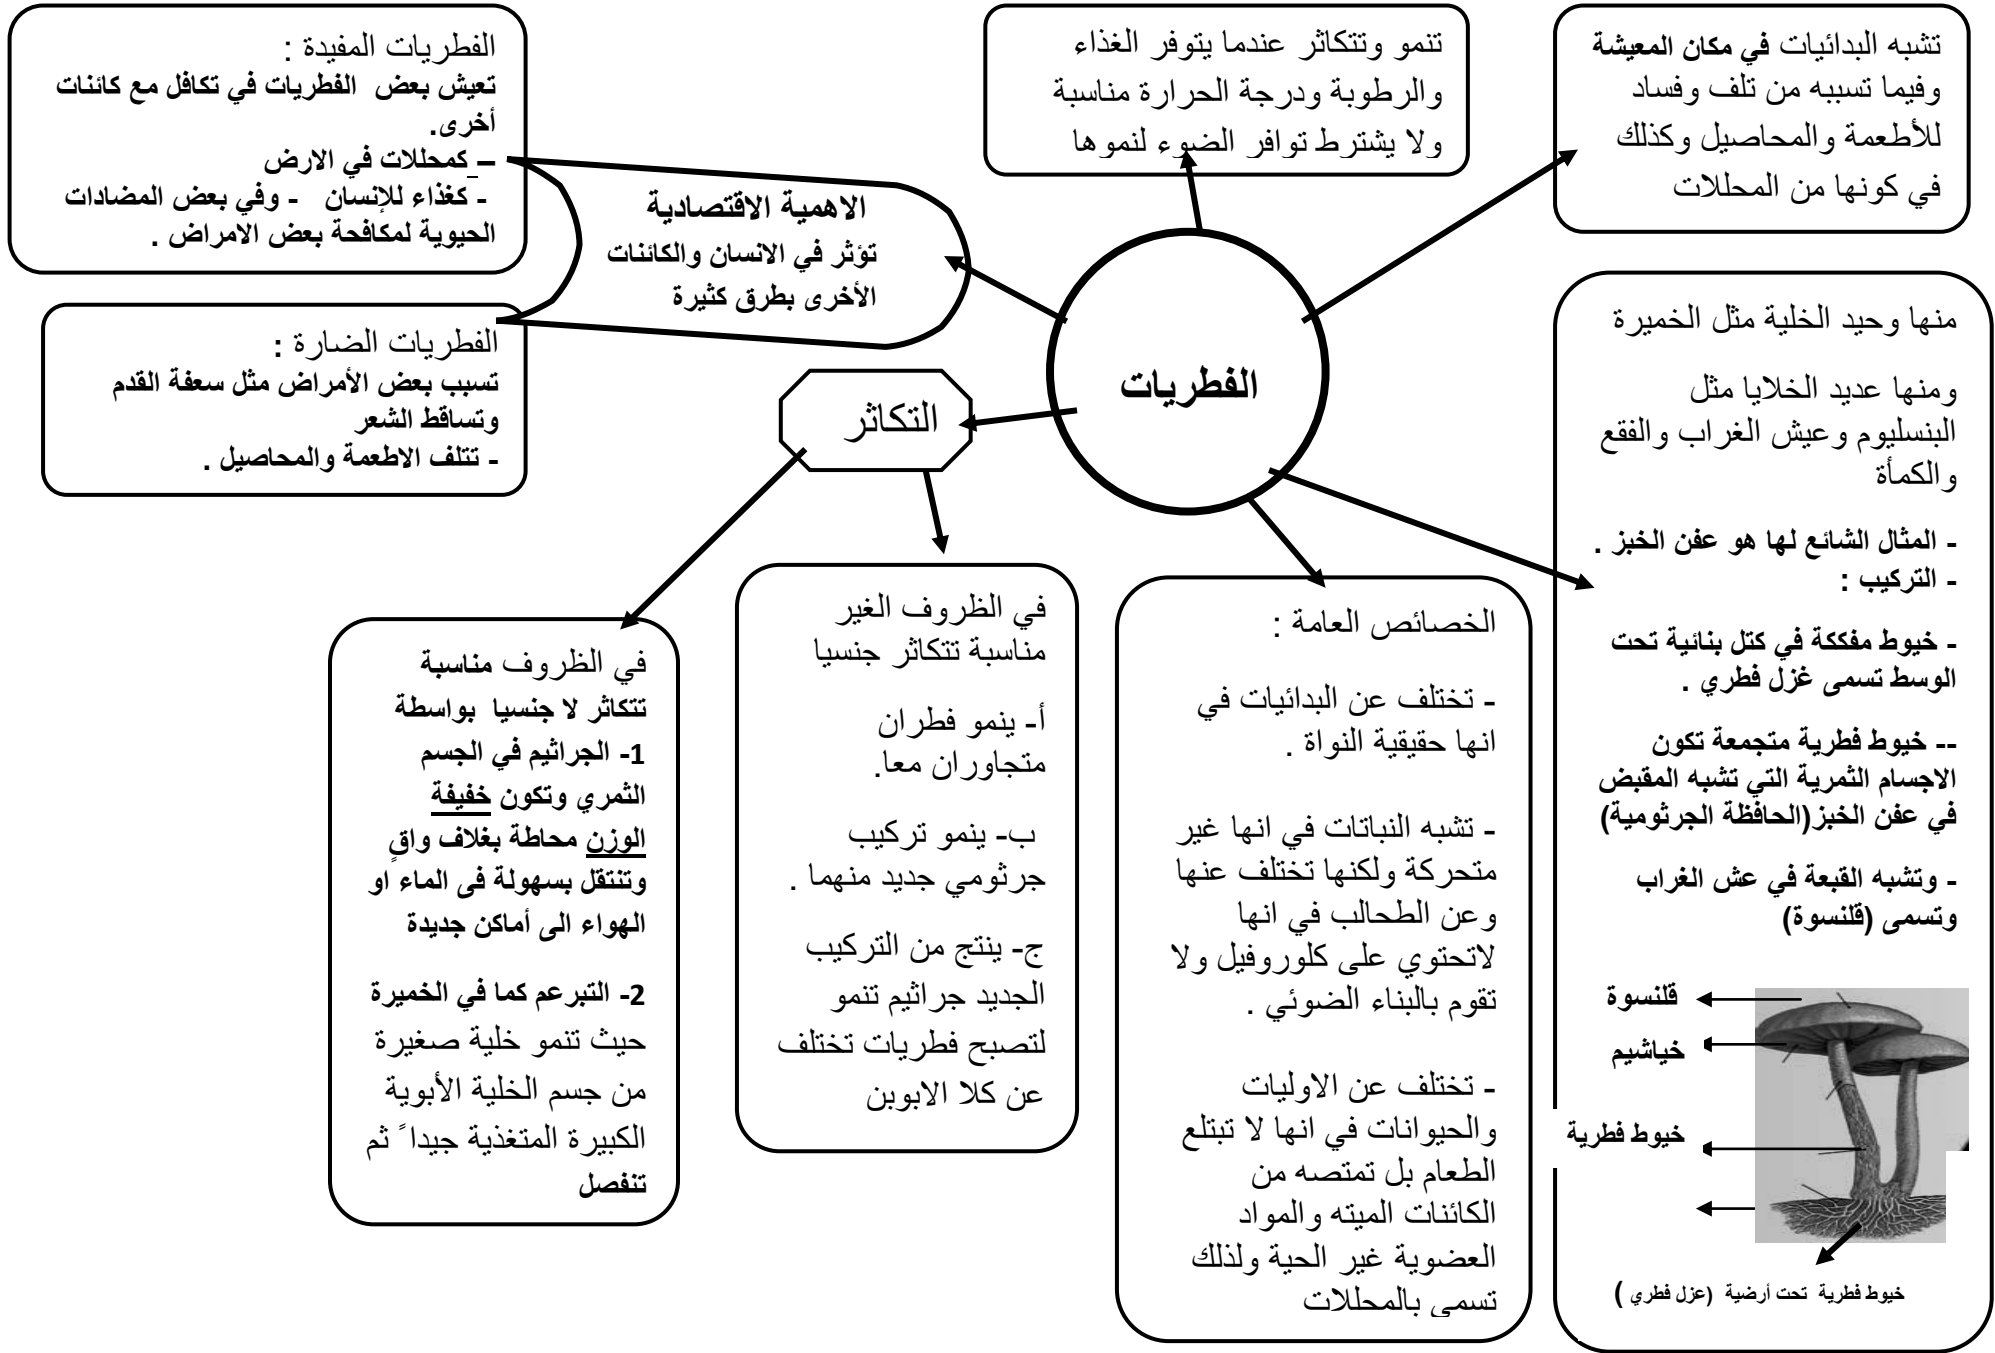 تشبه البدائيات في مكان المعيشة
وفيما تسببه من تلف وفساد
للأطعمة والمحاصيل وكذلك
في كونها من المحللات
تنمو وتتكاثر عندما يتوفر الغذاء
والرطوبة ودرجة الحرارة مناسبة
ولا يشترط توافر الضوء لنموها
الفطريات المفيدة :
تعيش بعض الفطريات في تكافل مع كائنات
أخرى.
– كمحللات في الارض
- كغذاء للإنسان - وفي بعض المضادات
الحيوية لمكافحة بعض الامراض .
الاهمية الاقتصادية
تؤثر في الانسان والكائنات
الأخرى بطرق كثيرة
الفطريات الضارة :
تسبب بعض الأمراض مثل سعفة القدم
وتساقط الشعر
- تتلف الاطعمة والمحاصيل .
الفطريات
التكاثر
منها وحيد الخلية مثل الخميرة
ومنها عديد الخلايا مثل
البنسليوم وعيش الغراب والفقع
والكمأة
- المثال الشائع لها هو عفن الخبز .
- التركيب :
- خيوط مفككة في كتل بنائية تحت
الوسط تسمى غزل فطري .
-- خيوط فطرية متجمعة تكون
الاجسام الثمرية التي تشبه المقبض
في عفن الخبز(الحافظة الجرثومية)
- وتشبه القبعة في عش الغراب
وتسمى (قلنسوة)
قلنسوة
خياشيم
خيوط فطرية
خيوط فطرية تحت أرضية (عزل فطري )
الخصائص العامة :
- تختلف عن البدائيات في
انها حقيقية النواة .
- تشبه النباتات في انها غير
متحركة ولكنها تختلف عنها
وعن الطحالب في انها
لاتحتوي على كلوروفيل ولا
تقوم بالبناء الضوئي .
- تختلف عن الاوليات
والحيوانات في انها لا تبتلع
الطعام بل تمتصه من
الكائنات الميته والمواد
العضوية غير الحية ولذلك
تسمى بالمحللات
في الظروف الغير
مناسبة تتكاثر جنسيا
أ- ينمو فطران
متجاوران معا.
ب- ينمو تركيب
جرثومي جديد منهما .
ج- ينتج من التركيب
الجديد جراثيم تنمو
لتصبح فطريات تختلف
عن كلا الابوبن
في الظروف مناسبة
تتكاثر لا جنسيا بواسطة
1- الجراثيم في الجسم
الثمري وتكون خفيفة
الوزن محاطة بغلاف واقٍ
وتنتقل بسهولة فى الماء او
الهواء الى أماكن جديدة
2- التبرعم كما في الخميرة
حيث تنمو خلية صغيرة
من جسم الخلية الأبوية
الكبيرة المتغذية جيداً ثم
تنفصل